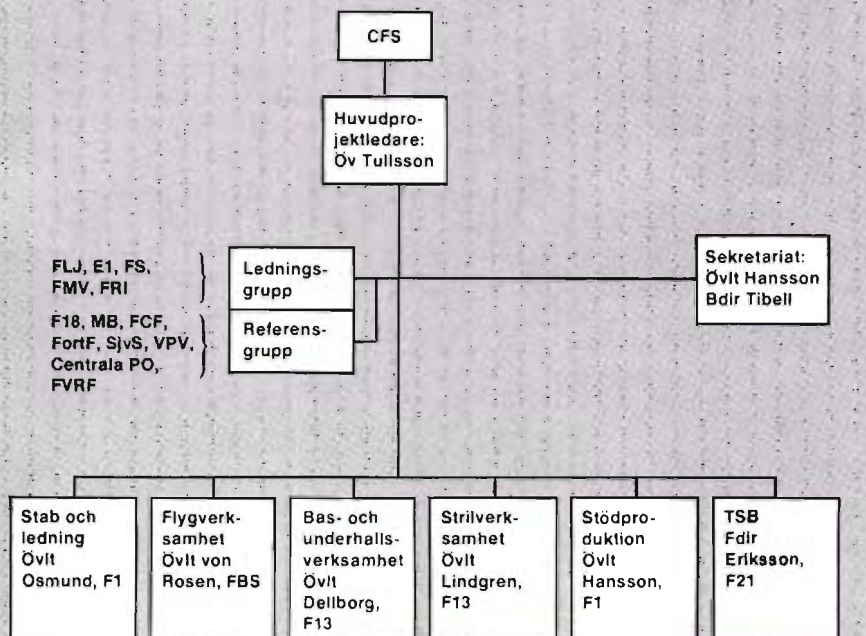 CFS
Huvudpro-
jektledare:
Öv Tullsson
FLJ, E1, FS,
FMV, FRI
Lednings-
grupp
Sekretariat:
Övlt Hansson
Bdir Tibell
F18, MB, FCF,
FortF, SjvS, VPV,
Centrala PO,
FVRF
Referens-
grupp
Stab och
ledning
Övlt
Osmund, F1
Flygverk-
samhet
Övlt von
Rosen, FBS
Bas- och
underhalls-
verksamhet
Övlt
Dellborg,
F13
Strilverk-
samhet
Övlt
Lindgren,
F13
Stödpro-
duktion
Övlt
Hansson,
F1
TSB
Fdir
Eriksson,
F21